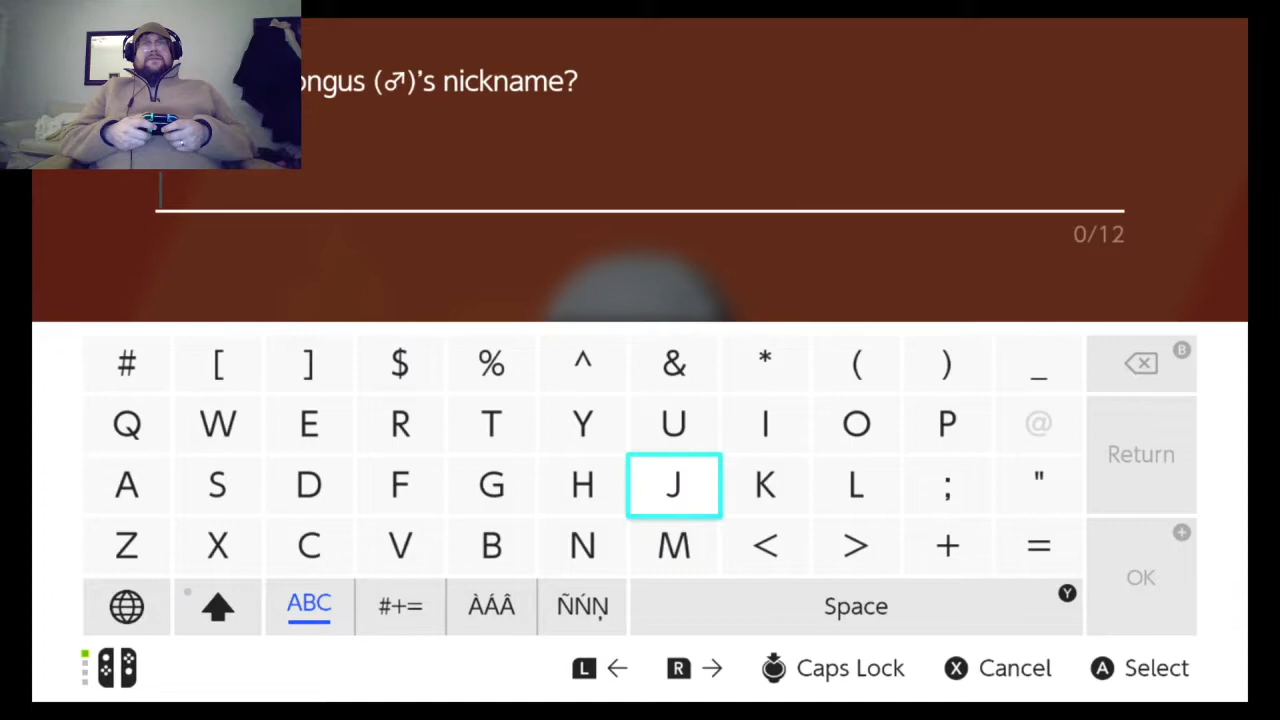 ongus (♂)'s nickname?
0/12
# [ ] $ % ^ & * ( ) _ B
Q W E R T Y U I O P @ Return
A S D F G H J K L ; "
Z X C V B N M < > + = + OK
ABC #+= ÀÁÂ ÑŃŅ Space Y
L ← R → Caps Lock X Cancel A Select